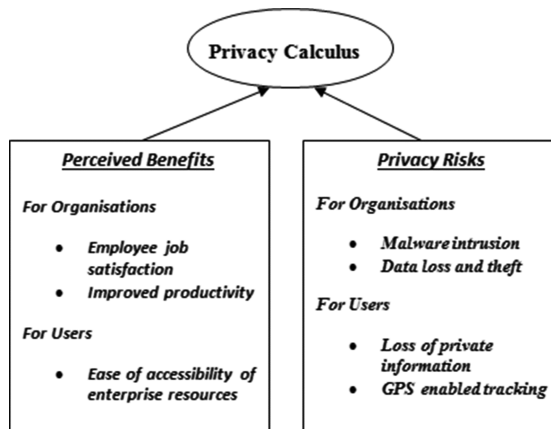 Privacy Calculus
Perceived Benefits
For Organisations
• Employee job
satisfaction
• Improved productivity
For Users
• Ease of accessibility of
enterprise resources
Privacy Risks
For Organisations
• Malware intrusion
• Data loss and theft
For Users
• Loss of private
information
• GPS enabled tracking